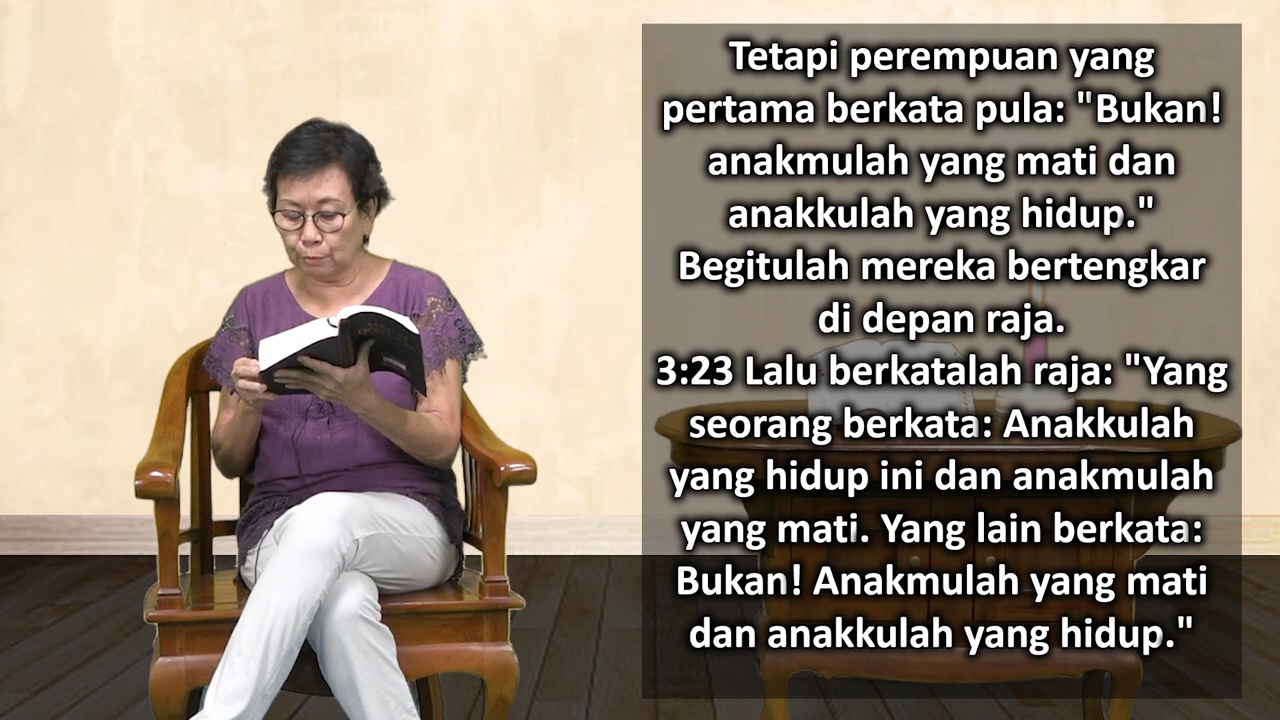 Tetapi perempuan yang
pertama berkata pula: "Bukan!
anakmulah yang mati dan
anakkulah yang hidup."
Begitulah mereka bertengkar
di depan raja.
3:23 Lalu berkatalah raja: "Yang
seorang berkata: Anakkulah
yang hidup ini dan anakmulah
yang mati. Yang lain berkata:
Bukan! Anakmulah yang mati
dan anakkulah yang hidup."